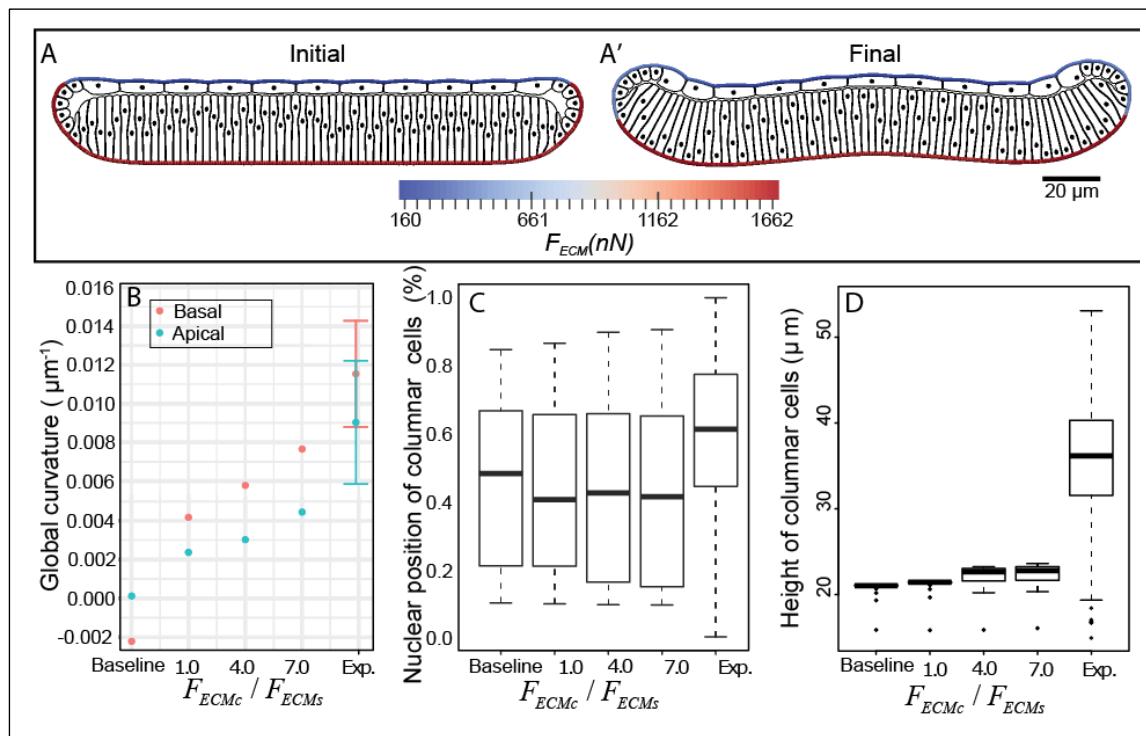 A Initial A′ Final
20 µm
160 661 1162 1662
F_ECM(nN)
B
Basal
Apical
Global curvature ( µm⁻¹)
0.016
0.014
0.012
0.010
0.008
0.006
0.004
0.002
0.000
-0.002
Baseline 1.0 4.0 7.0 Exp.
F_ECMc / F_ECMs
C
Nuclear position of columnar cells (%)
1.0
0.8
0.6
0.4
0.2
0.0
Baseline 1.0 4.0 7.0 Exp.
F_ECMc / F_ECMs
D
Height of columnar cells (µ m)
50
40
30
20
Baseline 1.0 4.0 7.0 Exp.
F_ECMc / F_ECMs